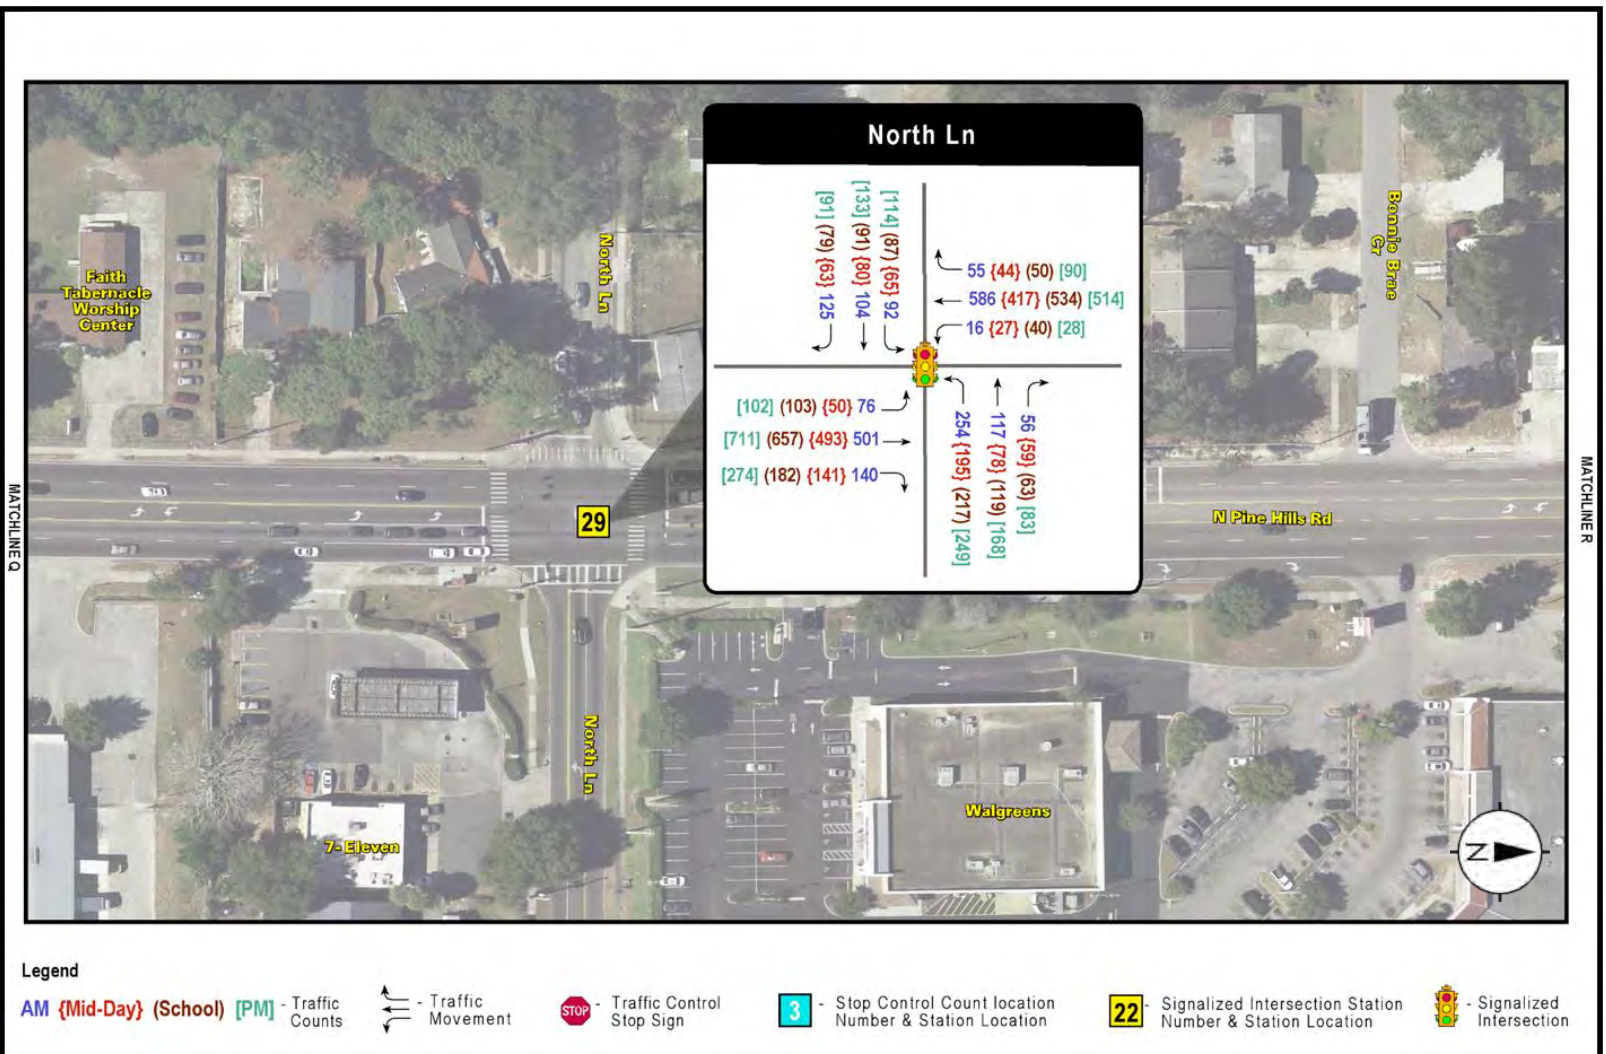 North Ln
[91] (79) {63} 125
[133] (91) {80} 104
[114] (87) {65} 92
55 {44} (50) [90]
586 {417} (534) [514]
16 {27} (40) [28]
[102] (103) {50} 76
[711] (657) {493} 501
[274] (182) {141} 140
254 {195} (217) [249]
117 {78} (119) [168]
56 {59} (63) [83]
Faith
Tabernacle
Worship
Center
North Ln
Bonnie Brae
Cr
MATCHLINE Q
29
N Pine Hills Rd
MATCHLINE R
North Ln
7-Eleven
Walgreens
N
Legend
AM {Mid-Day} (School) [PM] - Traffic
Counts
- Traffic
Movement
STOP - Traffic Control
Stop Sign
3 - Stop Control Count location
Number & Station Location
22 - Signalized Intersection Station
Number & Station Location
- Signalized
Intersection